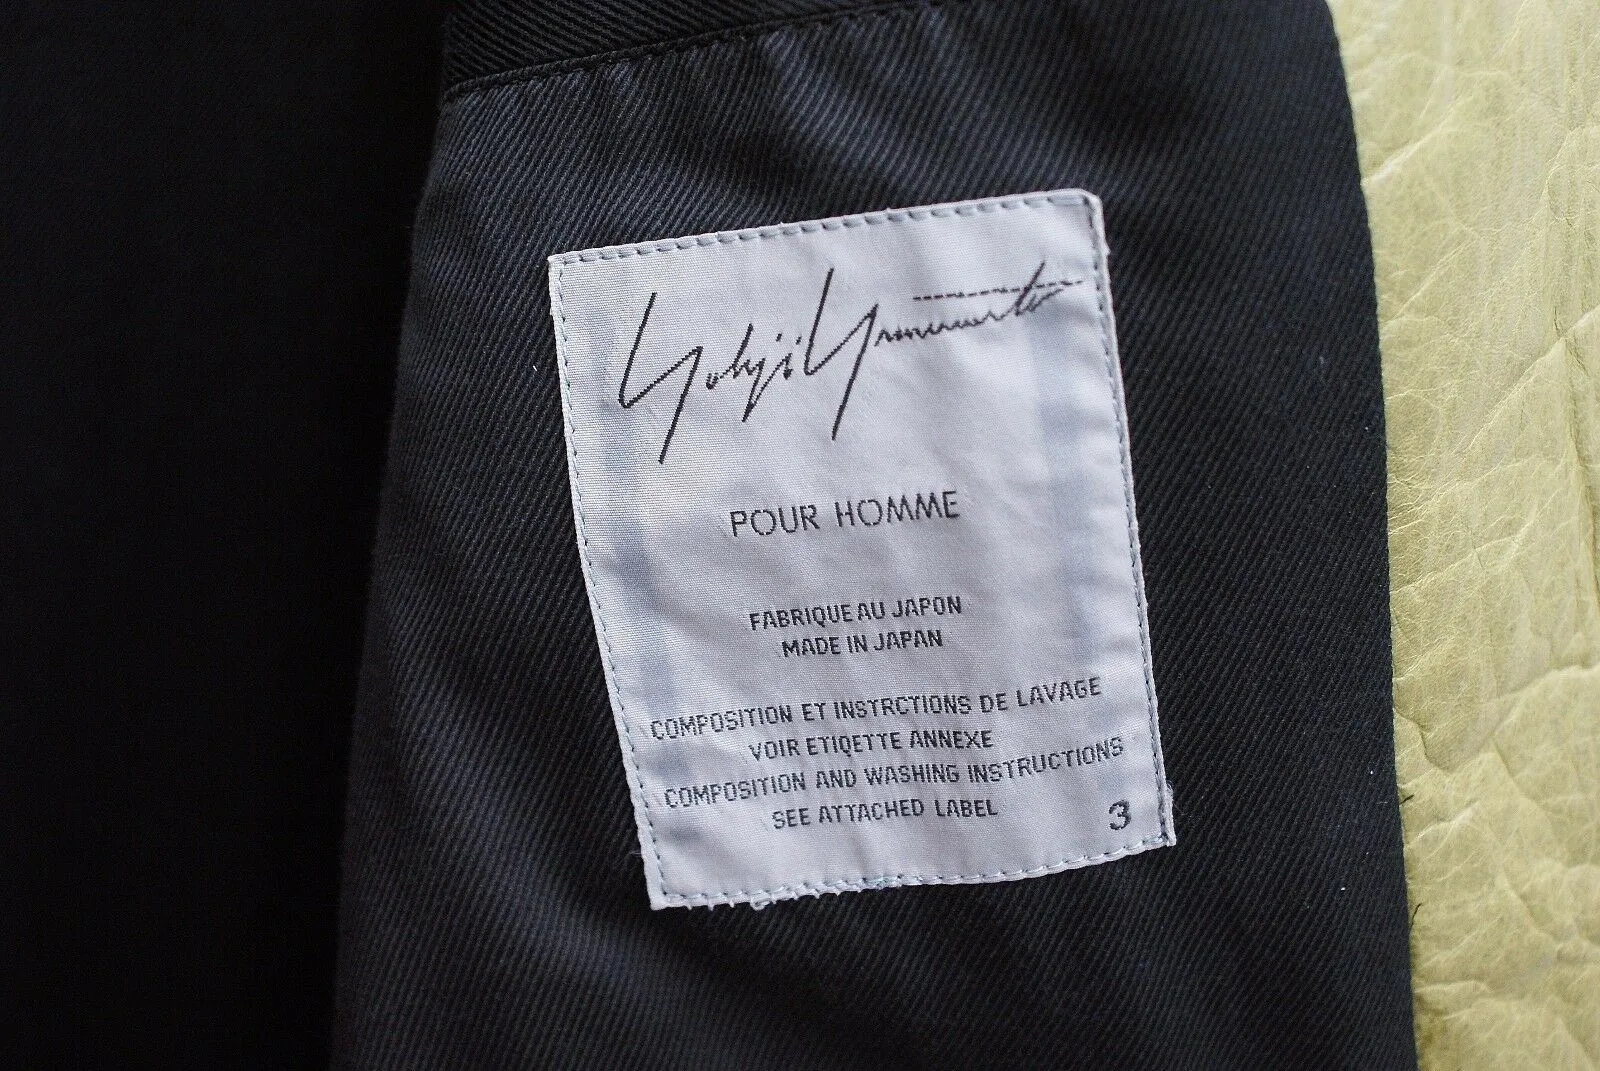 Yohji Yamamoto
POUR HOMME
FABRIQUE AU JAPON
MADE IN JAPAN
COMPOSITION ET INSTRCTIONS DE LAVAGE
VOIR ETIQETTE ANNEXE
COMPOSITION AND WASHING INSTRUCTIONS
SEE ATTACHED LABEL
3